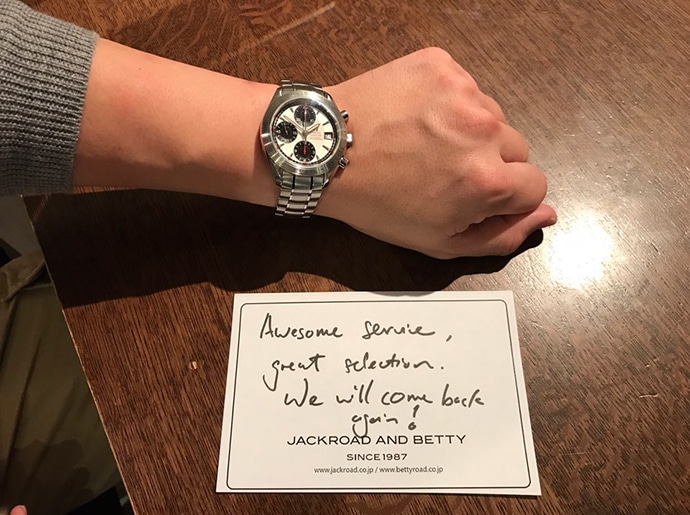 Awesome service,
great selection.
We will come back
again!
JACKROAD AND BETTY
SINCE1987
www.jackroad.co.jp / www.bettyroad.co.jp